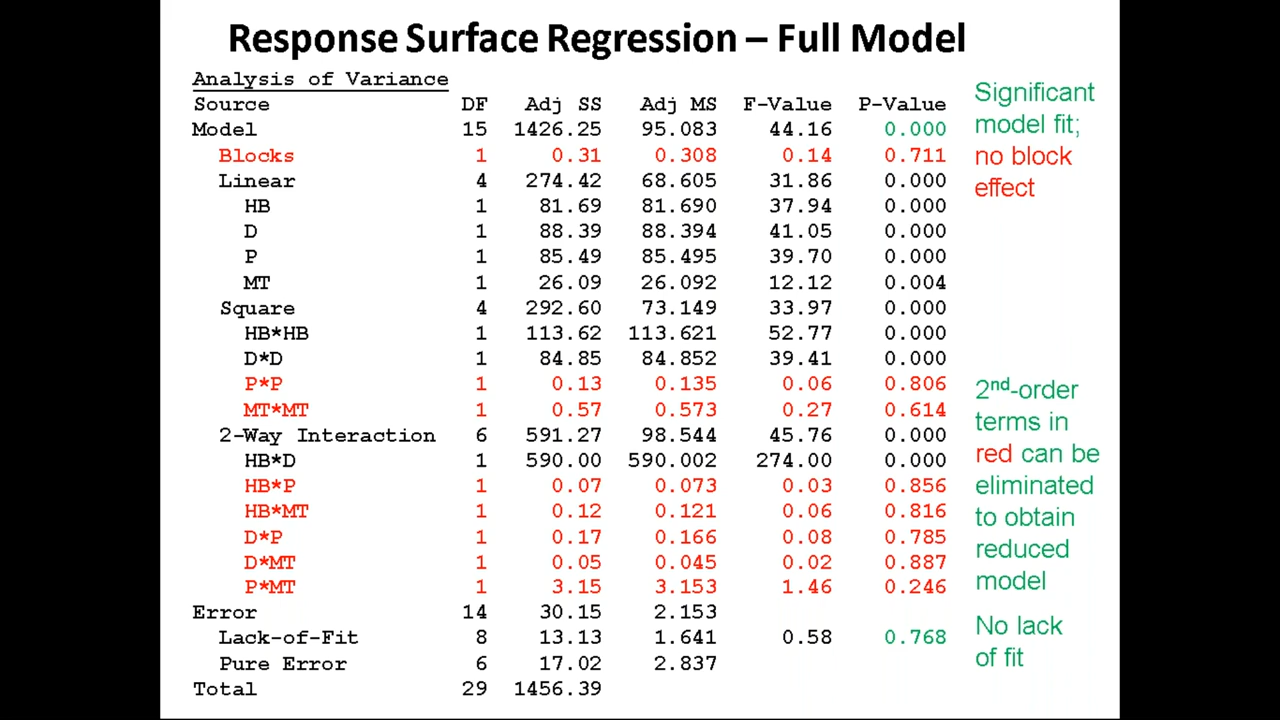 Response Surface Regression – Full Model
Analysis of Variance
Source DF Adj SS Adj MS F-Value P-Value
Model 15 1426.25 95.083 44.16 0.000
Blocks 1 0.31 0.308 0.14 0.711
Linear 4 274.42 68.605 31.86 0.000
HB 1 81.69 81.690 37.94 0.000
D 1 88.39 88.394 41.05 0.000
P 1 85.49 85.495 39.70 0.000
MT 1 26.09 26.092 12.12 0.004
Square 4 292.60 73.149 33.97 0.000
HB*HB 1 113.62 113.621 52.77 0.000
D*D 1 84.85 84.852 39.41 0.000
P*P 1 0.13 0.135 0.06 0.806
MT*MT 1 0.57 0.573 0.27 0.614
2-Way Interaction 6 591.27 98.544 45.76 0.000
HB*D 1 590.00 590.002 274.00 0.000
HB*P 1 0.07 0.073 0.03 0.856
HB*MT 1 0.12 0.121 0.06 0.816
D*P 1 0.17 0.166 0.08 0.785
D*MT 1 0.05 0.045 0.02 0.887
P*MT 1 3.15 3.153 1.46 0.246
Error 14 30.15 2.153
Lack-of-Fit 8 13.13 1.641 0.58 0.768
Pure Error 6 17.02 2.837
Total 29 1456.39
Significant
model fit;
no block
effect
2nd-order
terms in
red can be
eliminated
to obtain
reduced
model
No lack
of fit